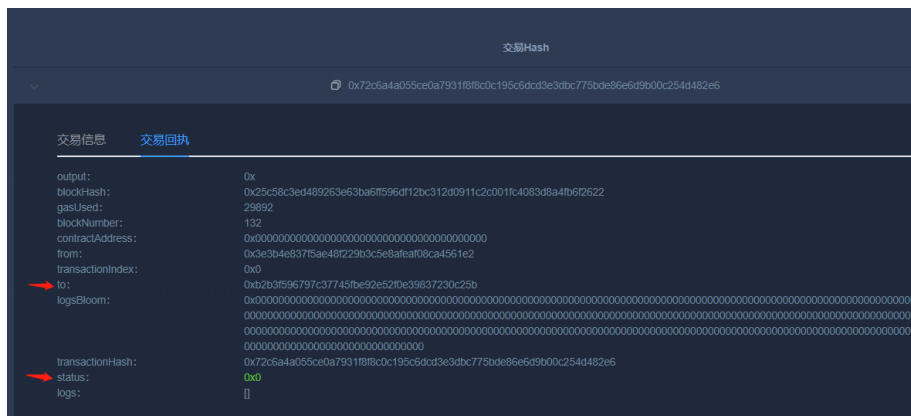 交易Hash
0x72c6a4a055ce0a7931f8f8c0c195c6dcd3e3dbc775bde86e6d9b00c254d482e6
交易信息 交易回执
output: 0x
blockHash: 0x25c58c3ed489263e63ba6ff596df12bc312d0911c2c001fc4083d8a4fb6f2622
gasUsed: 29892
blockNumber: 132
contractAddress: 0x0000000000000000000000000000000000000000
from: 0x3e3b4e837f5ae48f229b3c5e8afeaf08ca4561e2
transactionIndex: 0x0
to: 0xb2b3f596797c37745fbe92e52f0e39837230c25b
logsBloom:
transactionHash: 0x72c6a4a055ce0a7931f8f8c0c195c6dcd3e3dbc775bde86e6d9b00c254d482e6
status: 0x0
logs: []